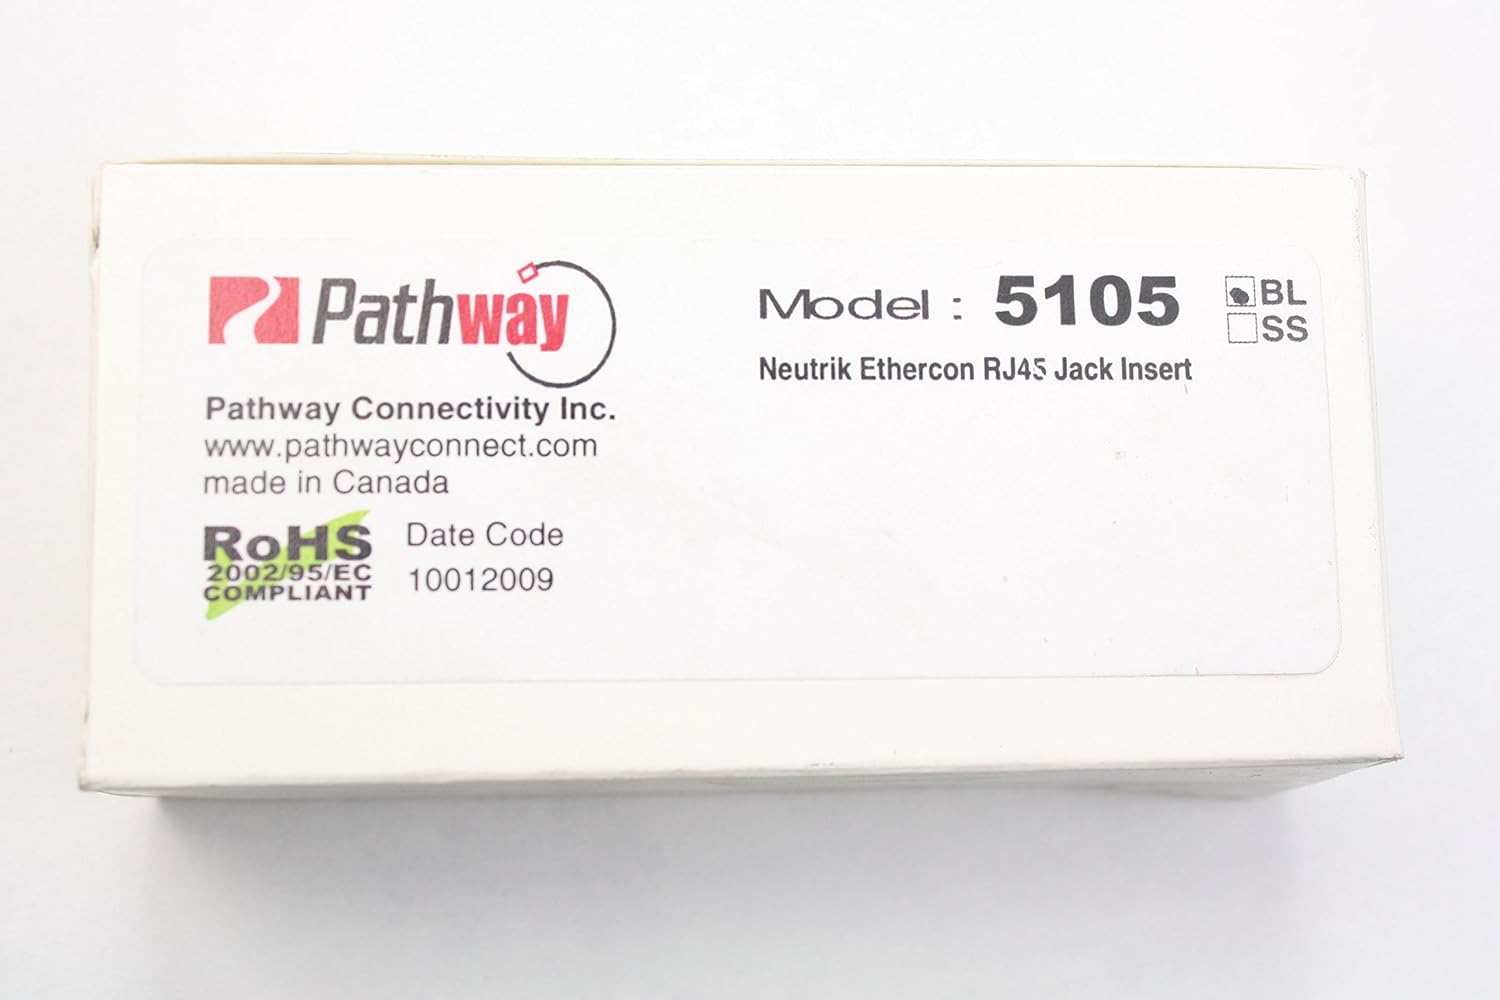 Pathway
Pathway Connectivity Inc.
www.pathwayconnect.com
made in Canada
RoHS
2002/95/EC
COMPLIANT
Date Code
10012009
Model : 5105
BL
SS
Neutrik Ethercon RJ45 Jack Insert